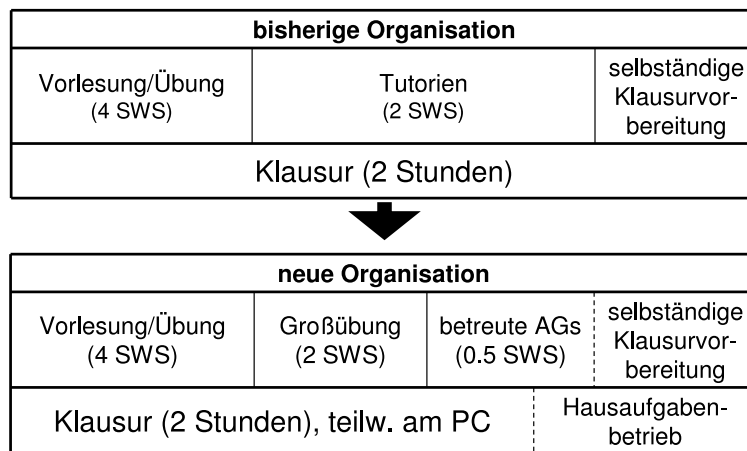 bisherige Organisation
Vorlesung/Übung
(4 SWS)
Tutorien
(2 SWS)
selbständige
Klausurvor-
bereitung
Klausur (2 Stunden)
neue Organisation
Vorlesung/Übung
(4 SWS)
Großübung
(2 SWS)
betreute AGs
(0.5 SWS)
selbständige
Klausurvor-
bereitung
Klausur (2 Stunden), teilw. am PC
Hausaufgaben-
betrieb